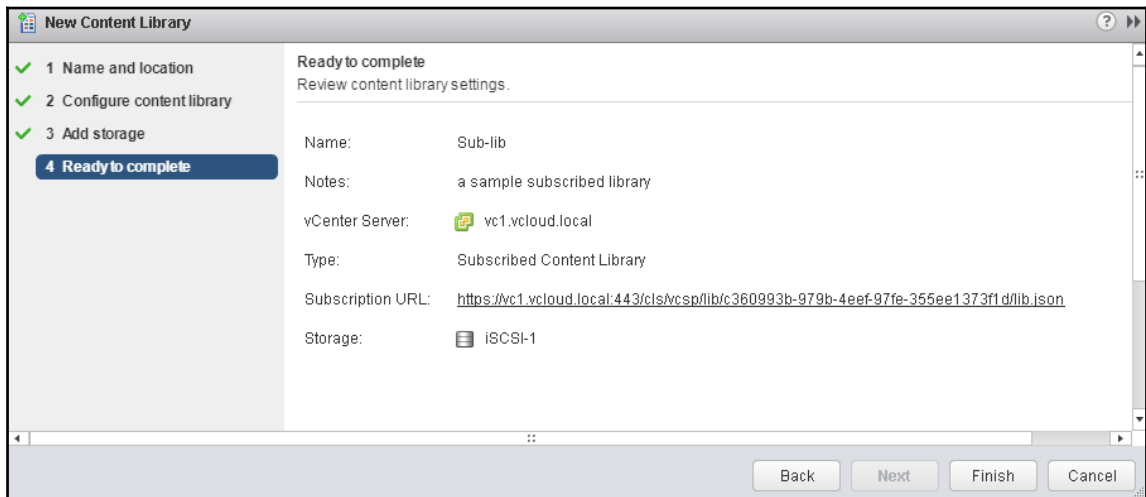 New Content Library
?
1 Name and location
2 Configure content library
3 Add storage
4 Ready to complete
Ready to complete
Review content library settings.
Name: Sub-lib
Notes: a sample subscribed library
vCenter Server: vc1.vcloud.local
Type: Subscribed Content Library
Subscription URL: https://vc1.vcloud.local:443/cls/vcsp/lib/c360993b-979b-4eef-97fe-355ee1373f1d/lib.json
Storage: iSCSI-1
Back Next Finish Cancel